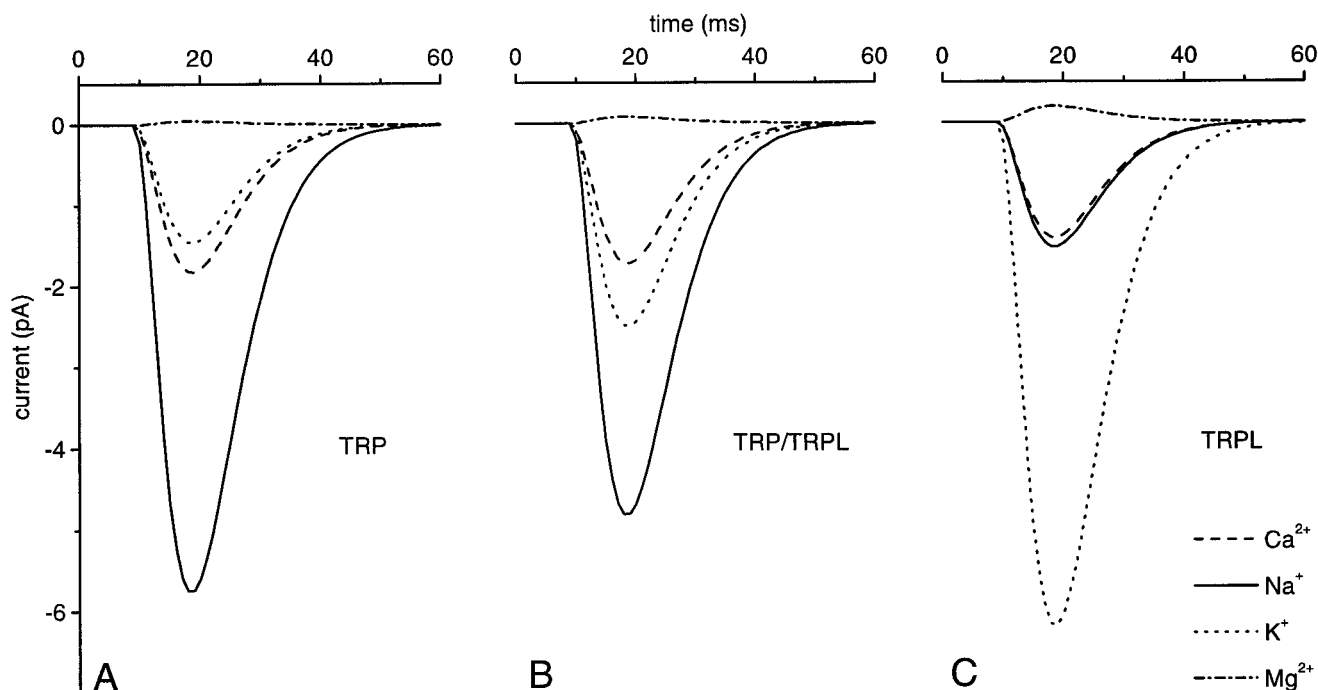 time (ms)
0 20 40 60
0 20 40 60
0 20 40 60
0
-2
-4
-6
current (pA)
TRP
TRP/TRPL
TRPL
Ca²⁺
Na⁺
K⁺
Mg²⁺
A
B
C